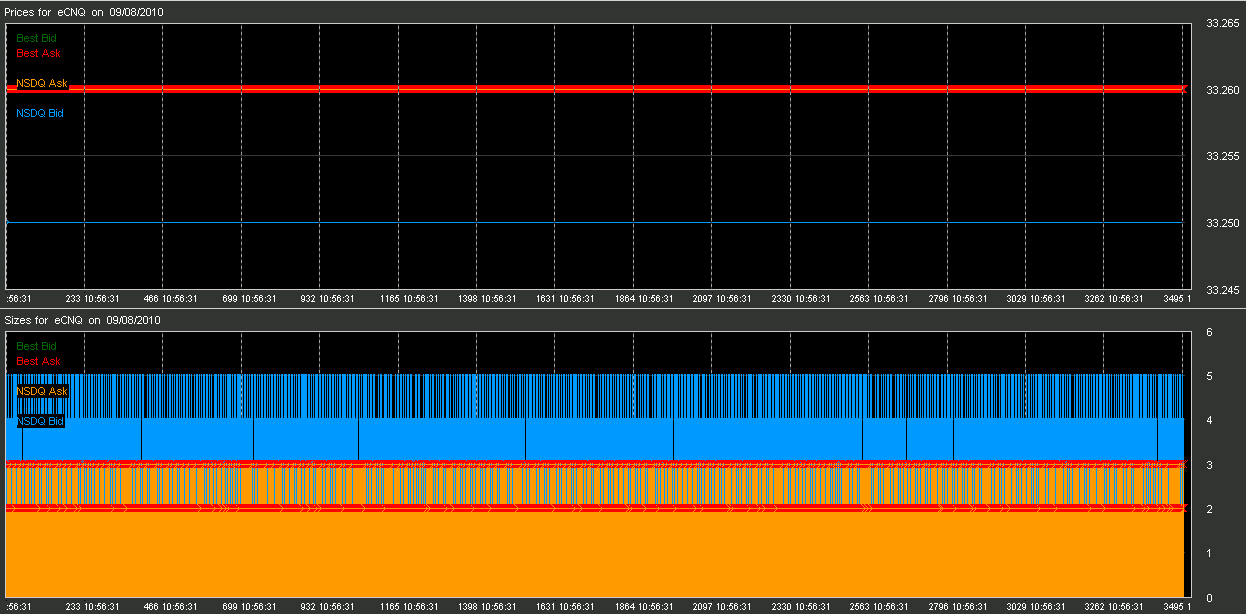 Prices for eCNQ on 09/08/2010
33.265
Best Bid
Best Ask
NSDQ Ask
33.260
NSDQ Bid
33.255
33.250
33.245
:56:31 233 10:56:31 466 10:56:31 699 10:56:31 932 10:56:31 1165 10:56:31 1398 10:56:31 1631 10:56:31 1864 10:56:31 2097 10:56:31 2330 10:56:31 2563 10:56:31 2796 10:56:31 3029 10:56:31 3262 10:56:31 3495 1
Sizes for eCNQ on 09/08/2010
6
Best Bid
Best Ask
5
NSDQ Ask
4
NSDQ Bid
3
2
1
0
:56:31 233 10:56:31 466 10:56:31 699 10:56:31 932 10:56:31 1165 10:56:31 1398 10:56:31 1631 10:56:31 1864 10:56:31 2097 10:56:31 2330 10:56:31 2563 10:56:31 2796 10:56:31 3029 10:56:31 3262 10:56:31 3495 1